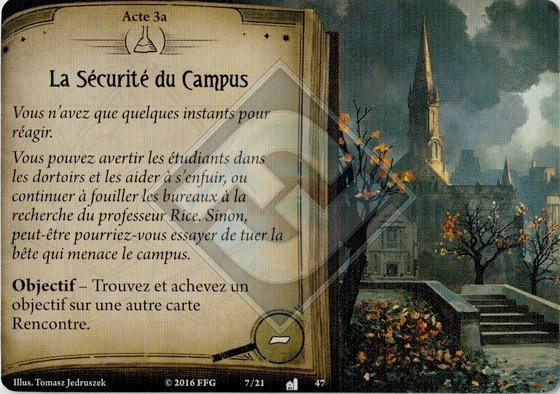 Acte 3a
La Sécurité du Campus
Vous n'avez que quelques instants pour
réagir.
Vous pouvez avertir les étudiants dans
les dortoirs et les aider à s'enfuir, ou
continuer à fouiller les bureaux à la
recherche du professeur Rice. Sinon,
peut-être pourriez-vous essayer de tuer la
bête qui menace le campus.
Objectif – Trouvez et achevez un
objectif sur une autre carte
Rencontre.
–
Illus. Tomasz Jedruszek © 2016 FFG 7/21 47